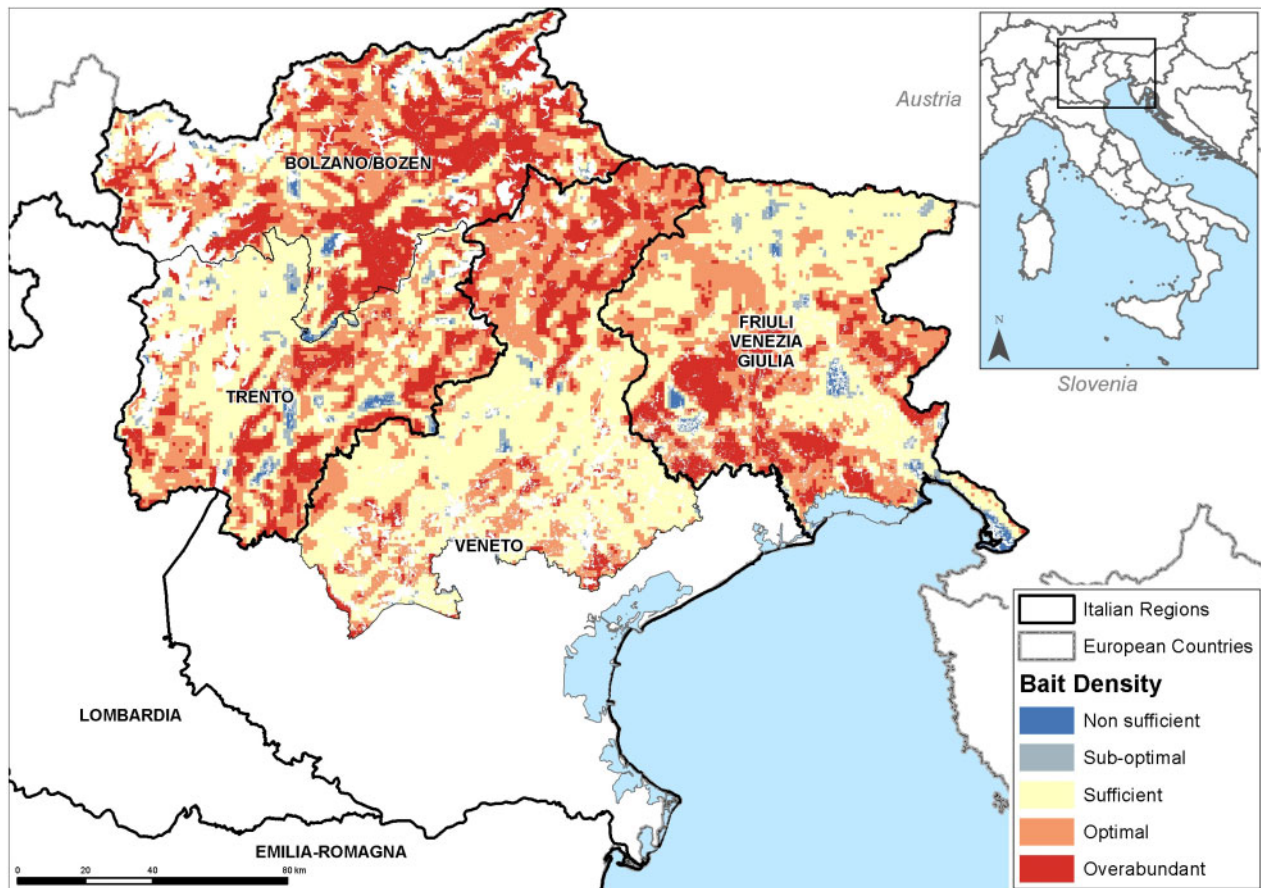 Austria
BOLZANO/BOZEN
FRIULI
VENEZIA
GIULIA
N
Slovenia
TRENTO
VENETO
LOMBARDIA
EMILIA-ROMAGNA
0 20 40 80 km
Italian Regions
European Countries
Bait Density
Non sufficient
Sub-optimal
Sufficient
Optimal
Overabundant